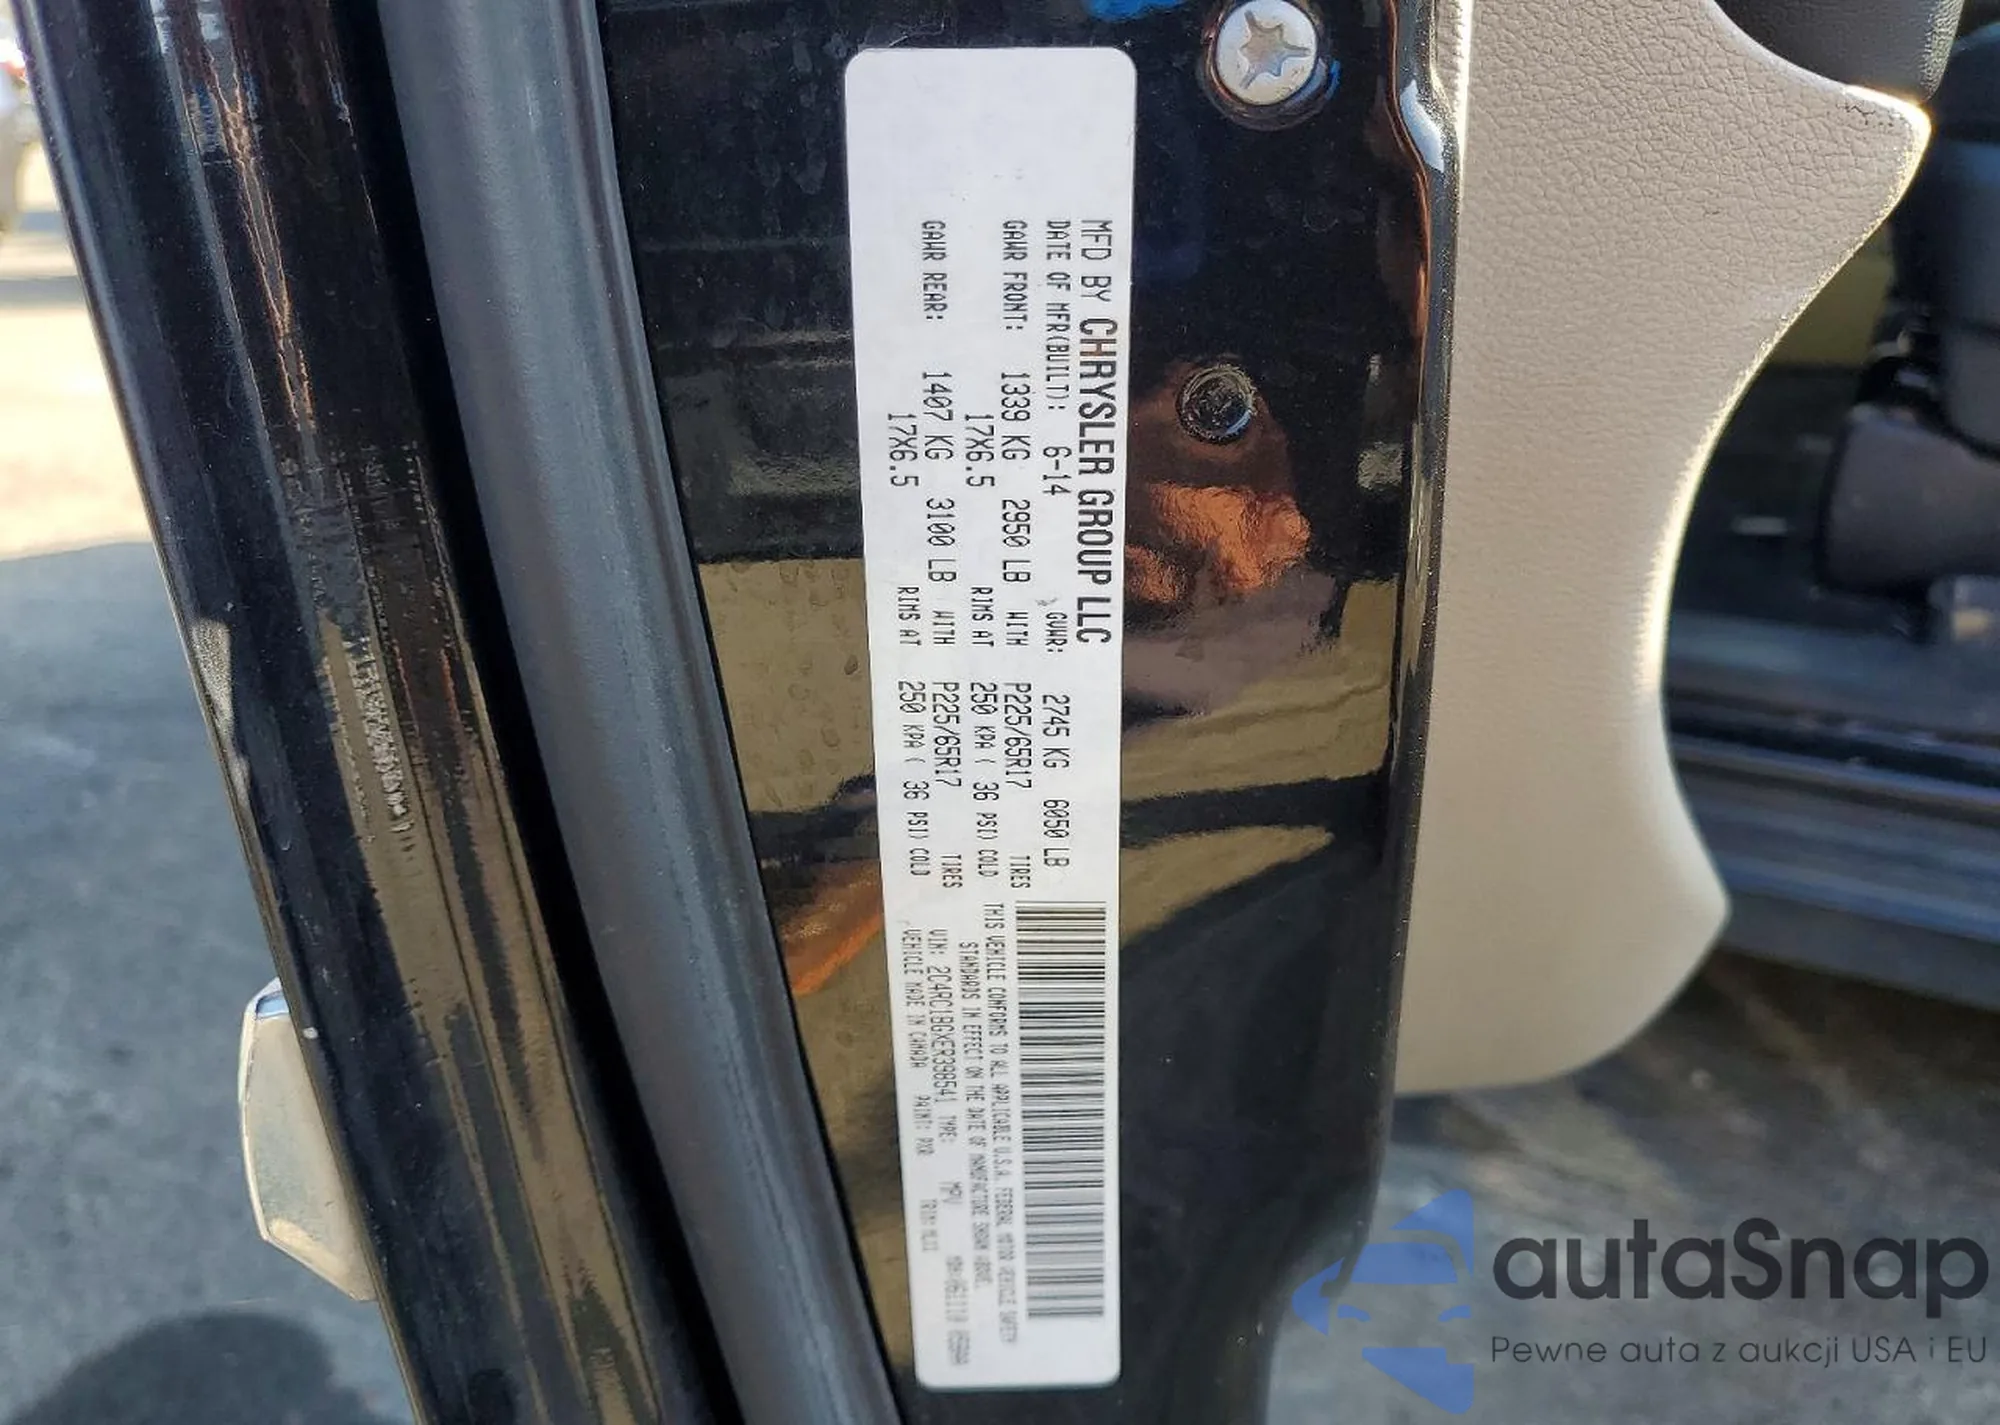 MFD BY CHRYSLER GROUP LLC
DATE OF MFR(BUILT): 6-14 GVWR: 2745 KG 6050 LB
GAWR FRONT: 1339 KG 2950 LB WITH P225/65R17 TIRES
17X6.5 RIMS AT 250 KPA ( 36 PSI) COLD
GAWR REAR: 1407 KG 3100 LB WITH P225/65R17 TIRES
17X6.5 RIMS AT 250 KPA ( 36 PSI) COLD
THIS VEHICLE CONFORMS TO ALL APPLICABLE U.S.A. FEDERAL MOTOR VEHICLE SAFETY
STANDARDS IN EFFECT ON THE DATE OF MANUFACTURE SHOWN ABOVE.
VIN: 2C4RC1BGXER398541 TYPE: MPV
VEHICLE MADE IN CANADA PAINT: PXR TRIM:
autaSnap
Pewne auta z aukcji USA i EU